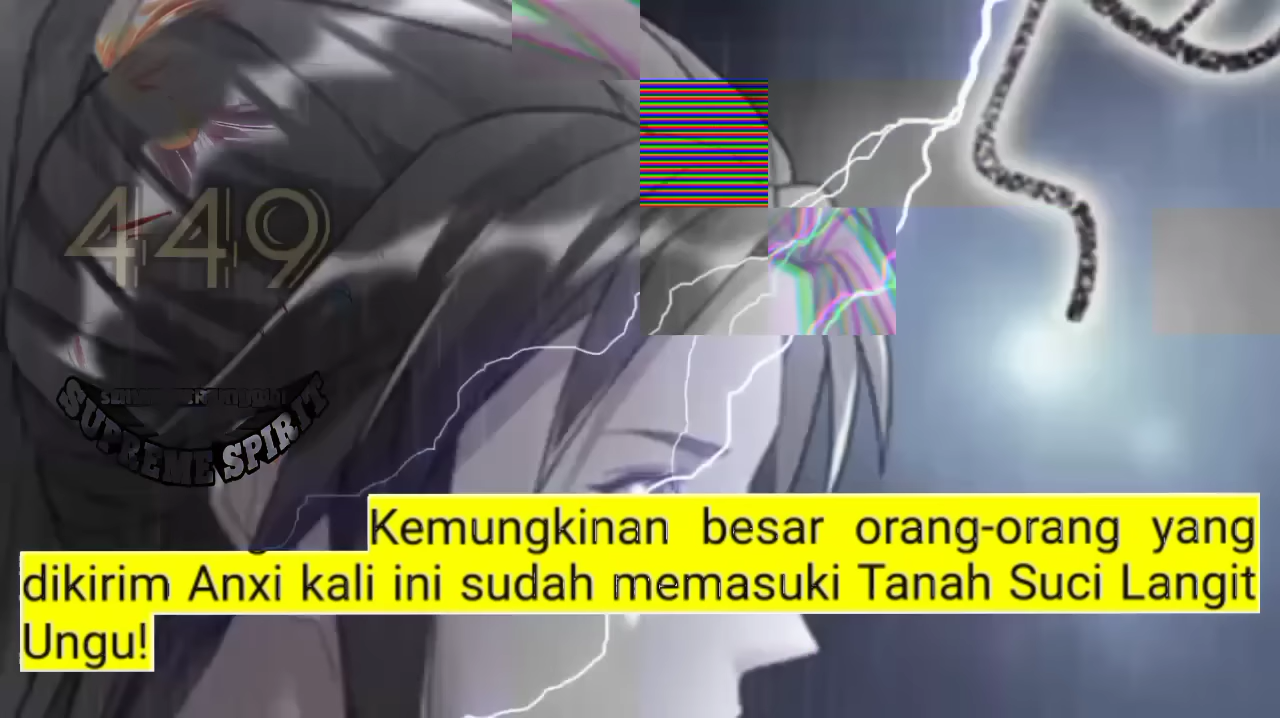 449
SUPREME SPIRIT
Kemungkinan besar orang-orang yang
dikirim Anxi kali ini sudah memasuki Tanah Suci Langit
Ungu!